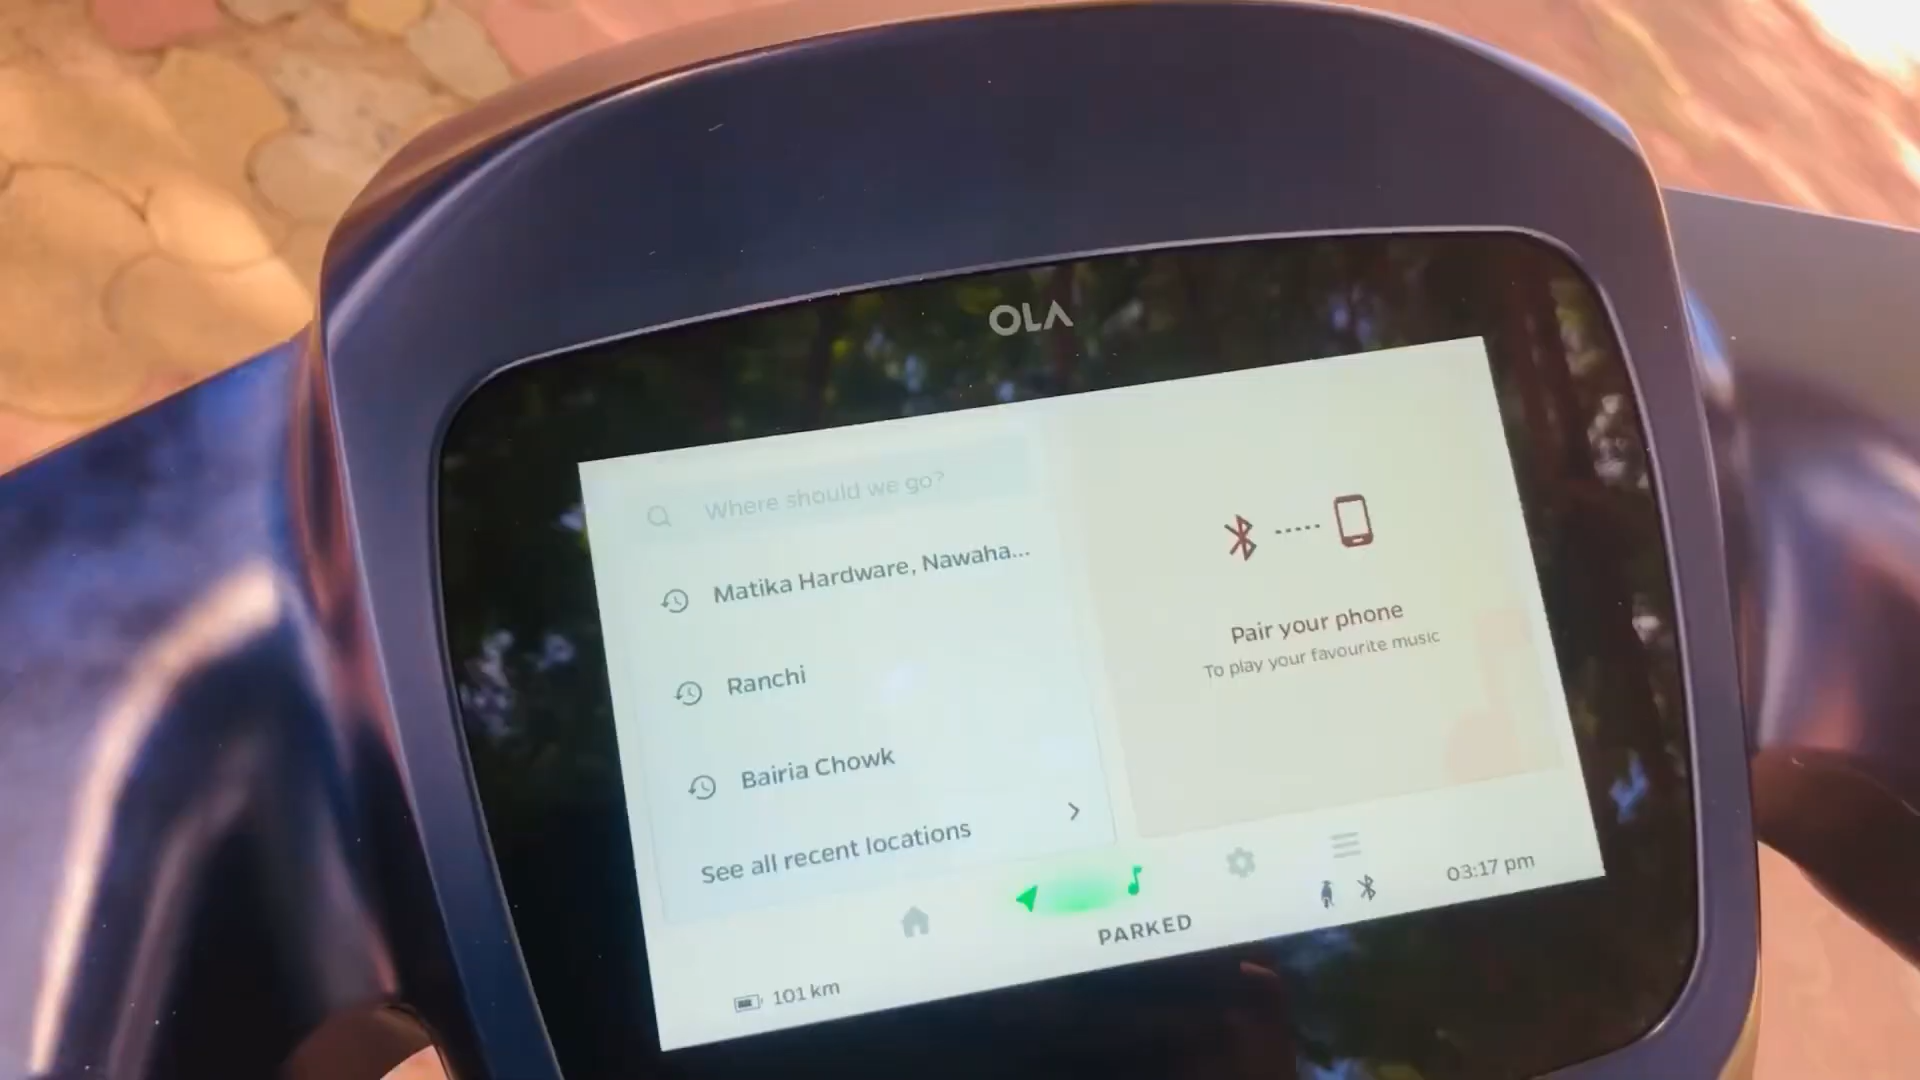 OLA
Where should we go?
Matika Hardware, Nawaha...
Ranchi
Bairia Chowk
See all recent locations
Pair your phone
To play your favourite music
PARKED
03:17 pm
101 km